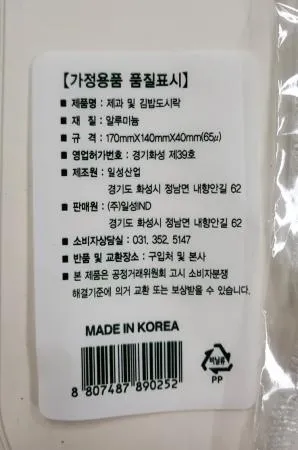 【가정용품 품질표시】
■ 제품명 : 제과 및 김밥도시락
■ 재 질 : 알루미늄
■ 규 격 : 170mmX140mmX40mm(65μ)
■ 영업허가번호 : 경기화성 제39호
■ 제조원 : 일성산업
경기도 화성시 정남면 내향안길 62
■ 판매원 : (주)일성IND
경기도 화성시 정남면 내향안길 62
■ 소비자상담실 : 031. 352. 5147
■ 반품 및 교환장소 : 구입처 및 본사
■ 본 제품은 공정거래위원회 고시 소비자분쟁
해결기준에 의거 교환 또는 보상받을 수 있습니다.
MADE IN KOREA
비닐류
PP
8 807487 890252